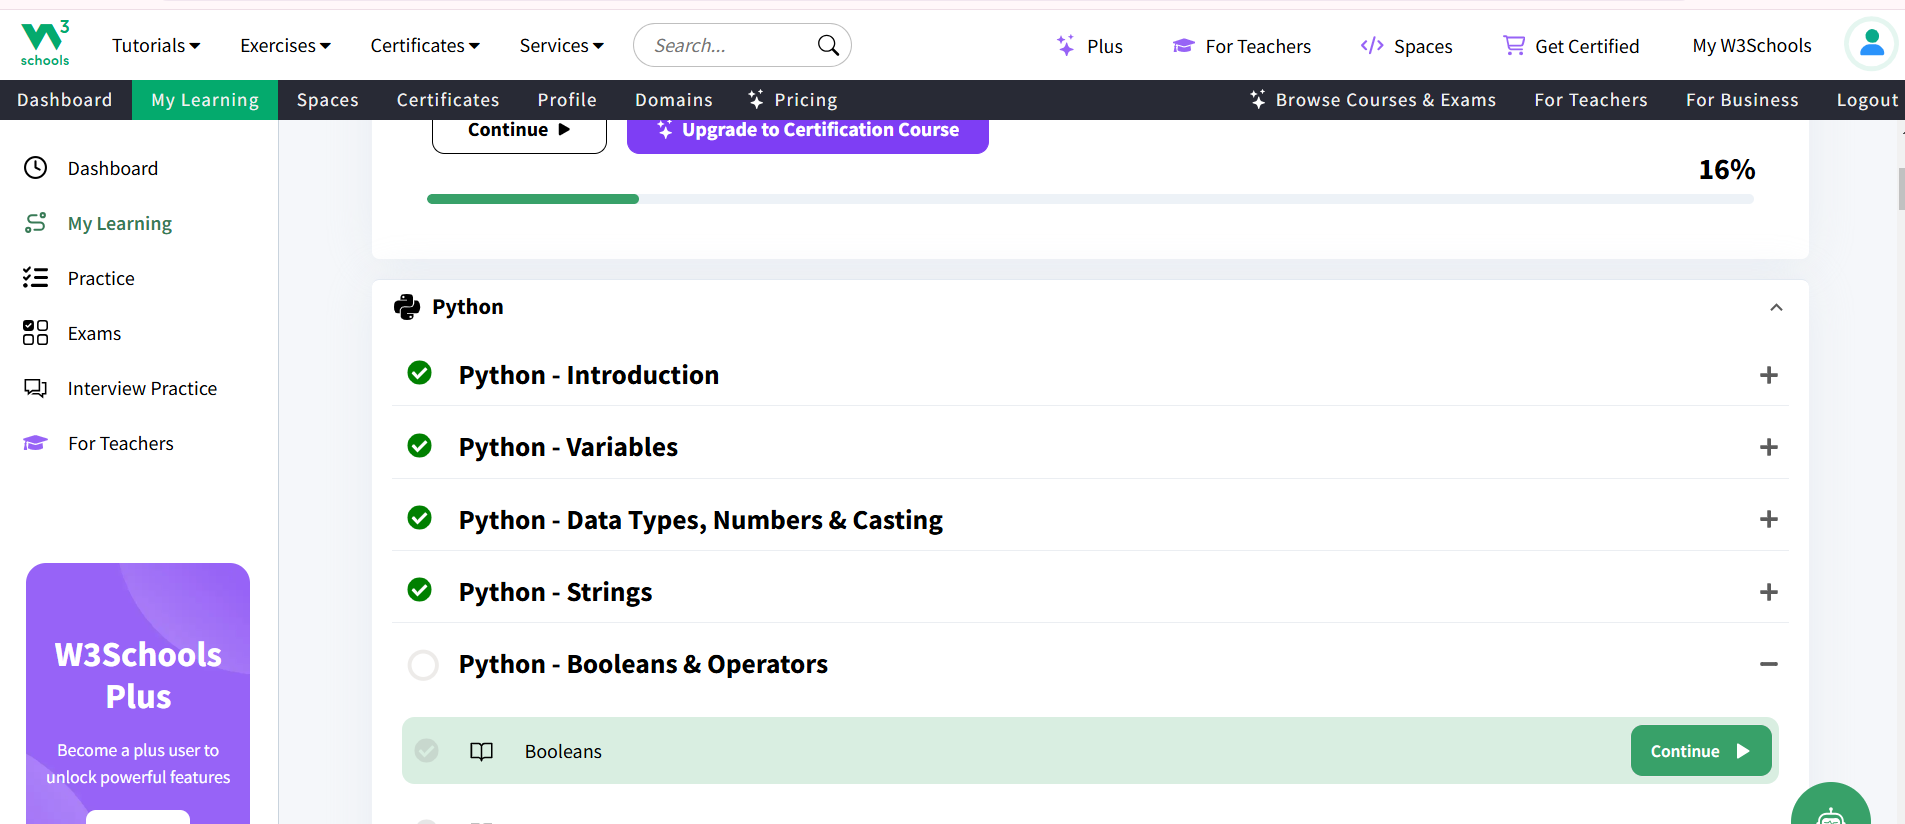 3
schools
Tutorials
Exercises
Certificates
Services
Search...
Plus
For Teachers
Spaces
Get Certified
My W3Schools
Dashboard
My Learning
Spaces
Certificates
Profile
Domains
Pricing
Browse Courses & Exams
For Teachers
For Business
Logout
Dashboard
My Learning
Practice
Exams
Interview Practice
For Teachers
W3Schools
Plus
Become a plus user to
unlock powerful features
Continue
Upgrade to Certification Course
16%
Python
Python - Introduction
Python - Variables
Python - Data Types, Numbers & Casting
Python - Strings
Python - Booleans & Operators
Booleans
Continue